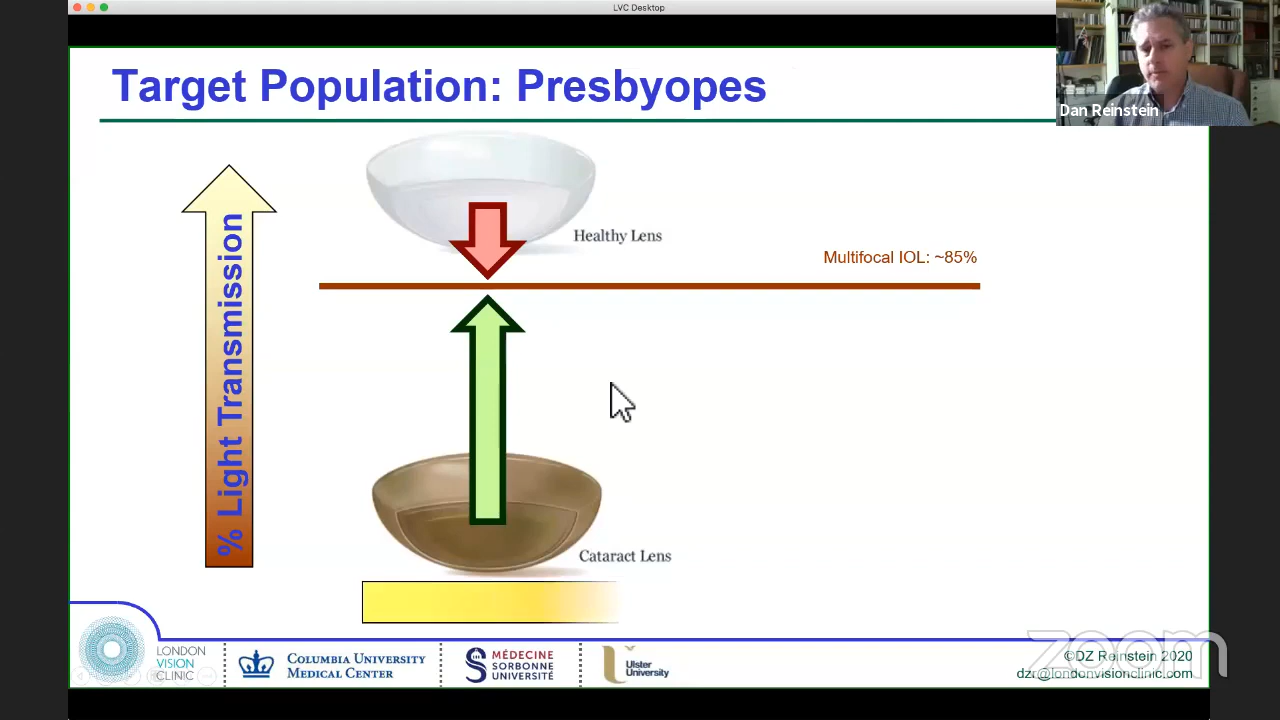 LVC Desktop
Target Population: Presbyopes
Dan Reinstein
% Light Transmission
Healthy Lens
Multifocal IOL: ~85%
Cataract Lens
LONDON
VISION
CLINIC
COLUMBIA UNIVERSITY
MEDICAL CENTER
MÉDECINE
SORBONNE
UNIVERSITÉ
Ulster
University
zoom
©DZ Reinstein 2020
dzr@londonvisionclinic.com